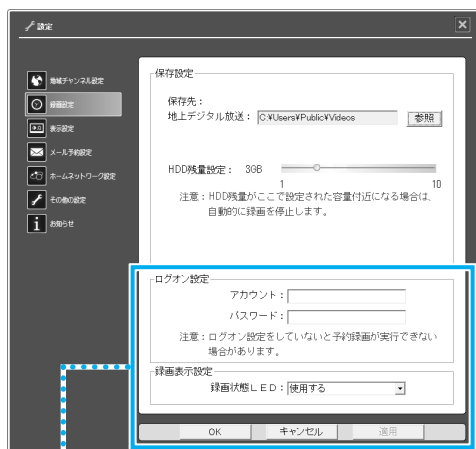 設定
地域チャンネル設定
録画設定
表示設定
メール予約設定
ホームネットワーク設定
その他の設定
お知らせ
保存設定
保存先：
地上デジタル放送： C:¥Users¥Public¥Videos 参照
HDD残量設定： 3GB
1 10
注意：HDD残量がここで設定された容量付近になる場合は、
自動的に録画を停止します。
ログオン設定
アカウント：
パスワード：
注意：ログオン設定をしていないと予約録画が実行できない
場合があります。
録画表示設定
録画状態ＬＥＤ： 使用する
OK キャンセル 適用